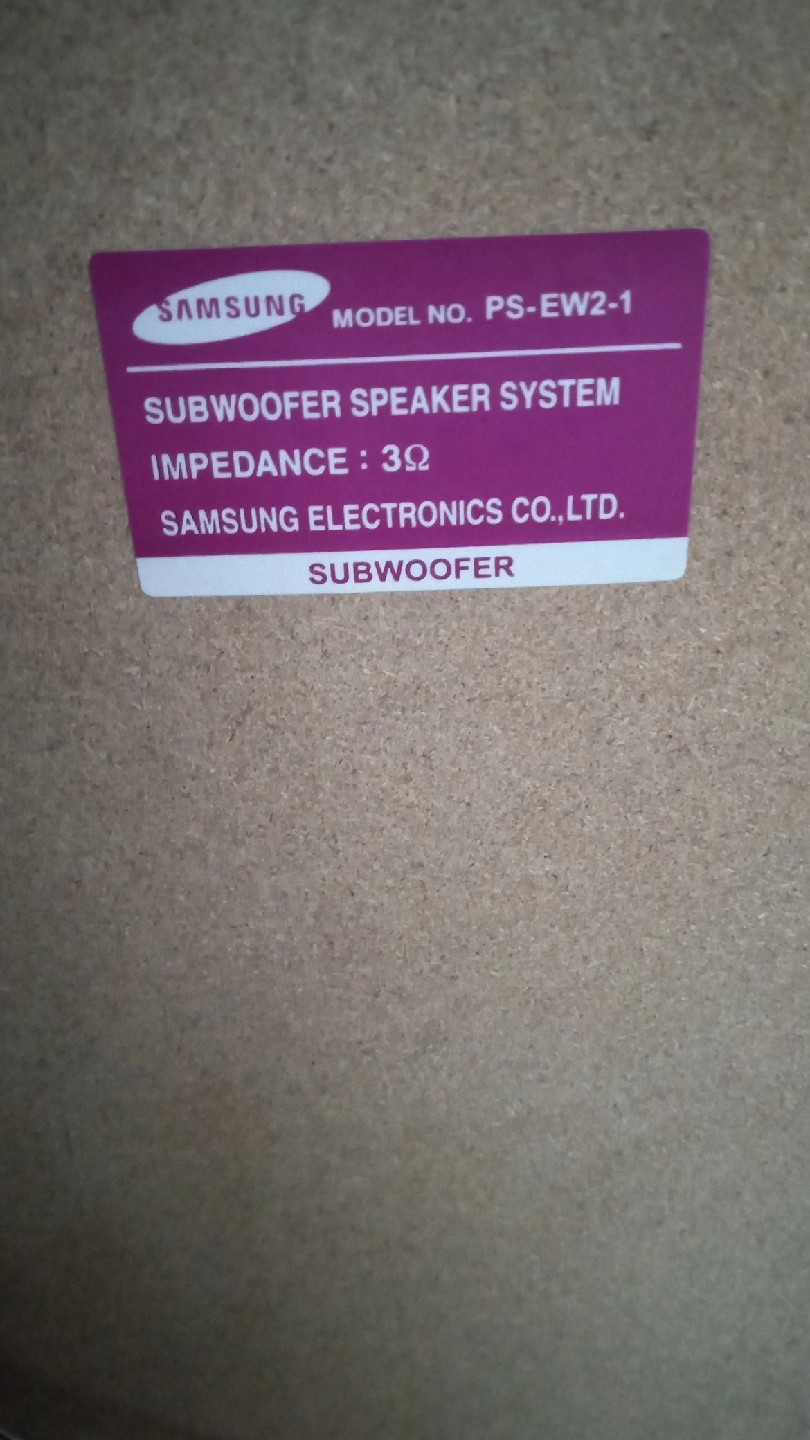 SAMSUNG MODEL NO. PS-EW2-1
SUBWOOFER SPEAKER SYSTEM
IMPEDANCE : 3Ω
SAMSUNG ELECTRONICS CO.,LTD.
SUBWOOFER